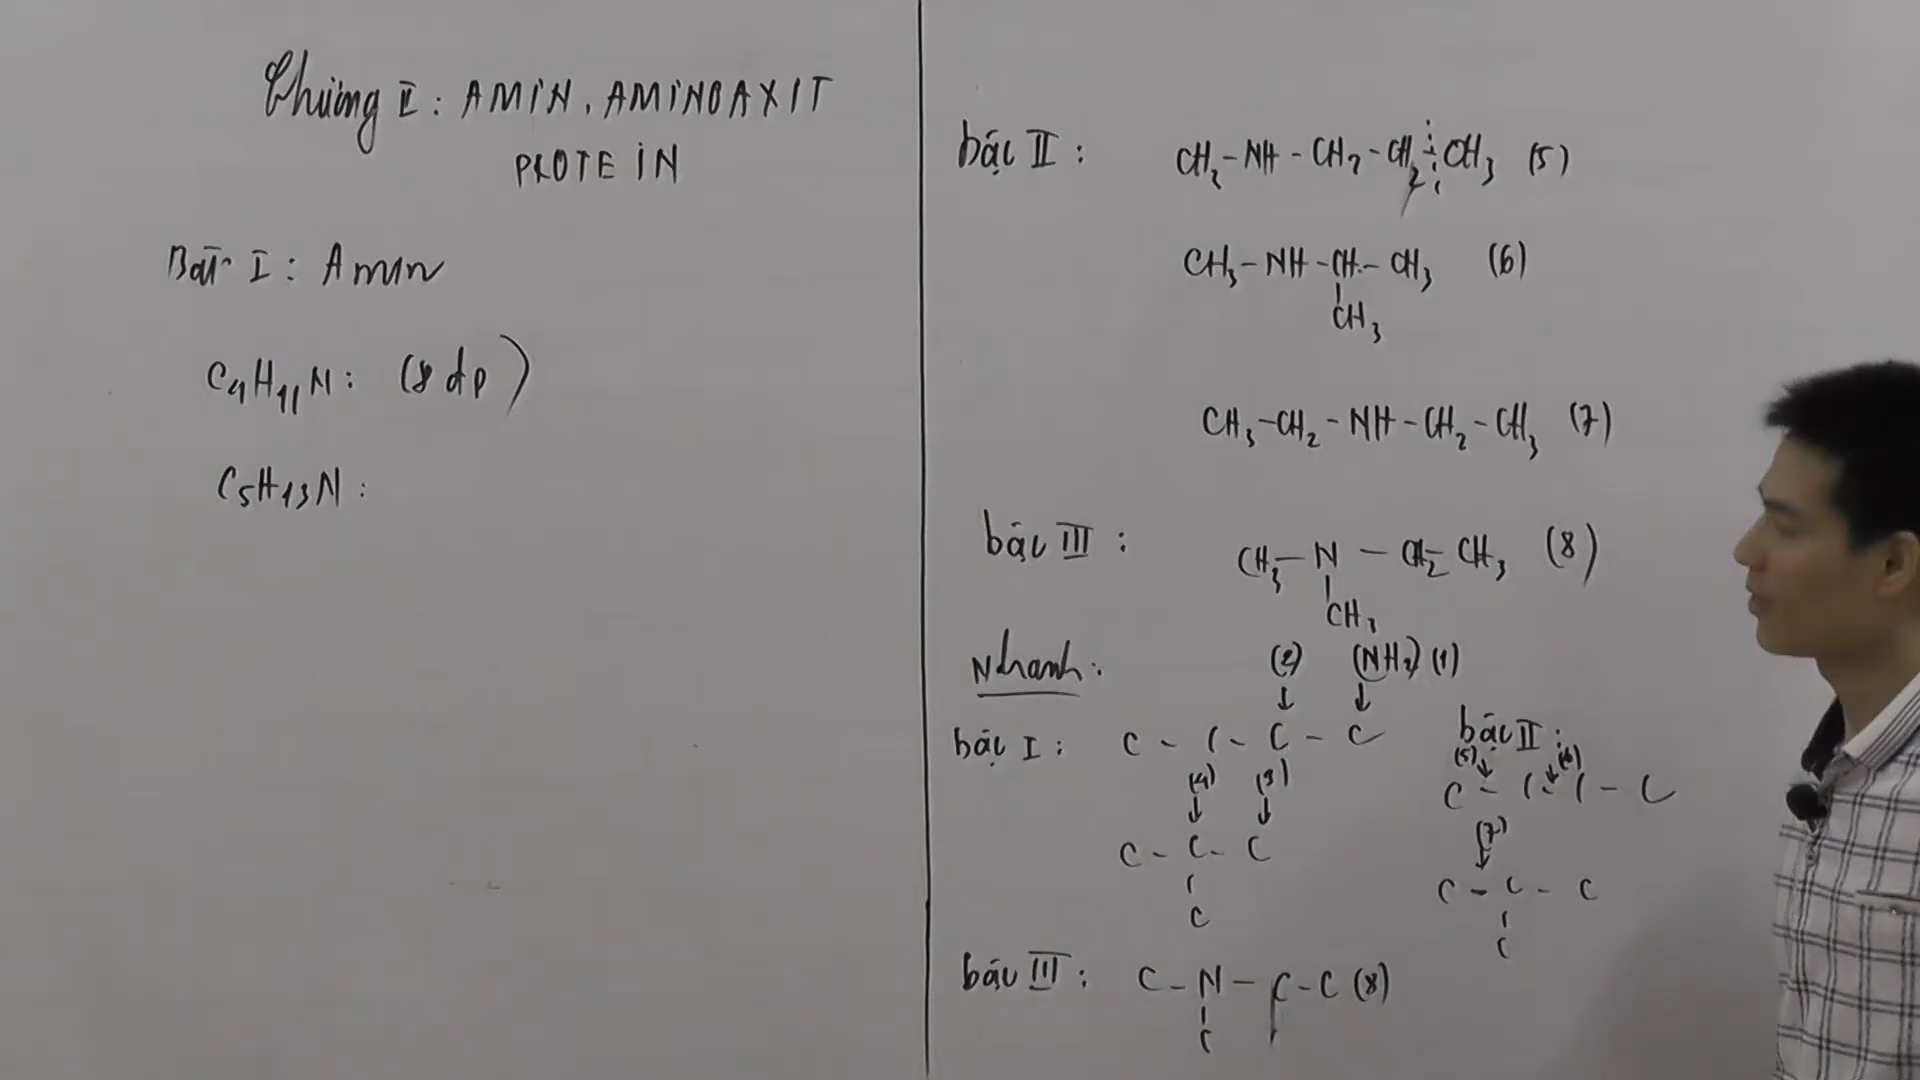 Chương II: AMIN, AMINOAXIT
PROTEIN
Bài I: Amin
C4H11N: (8 đp)
C5H13N:
bậc II: CH2-NH-CH2-CH2-CH3 (5)
CH3-NH-CH-CH3 (6)
CH3
CH3-CH2-NH-CH2-CH3 (7)
bậc III: CH3-N-CH2-CH3 (8)
CH3
Nhanh: (2) (NH2) (1)
bậc I: C-C-C-C
(4) (3)
C-C-C
C
bậc II:
(5) (6)
C-C-C-C
(7)
C-C-C
C
bậc III: C-N-C-C (8)
C